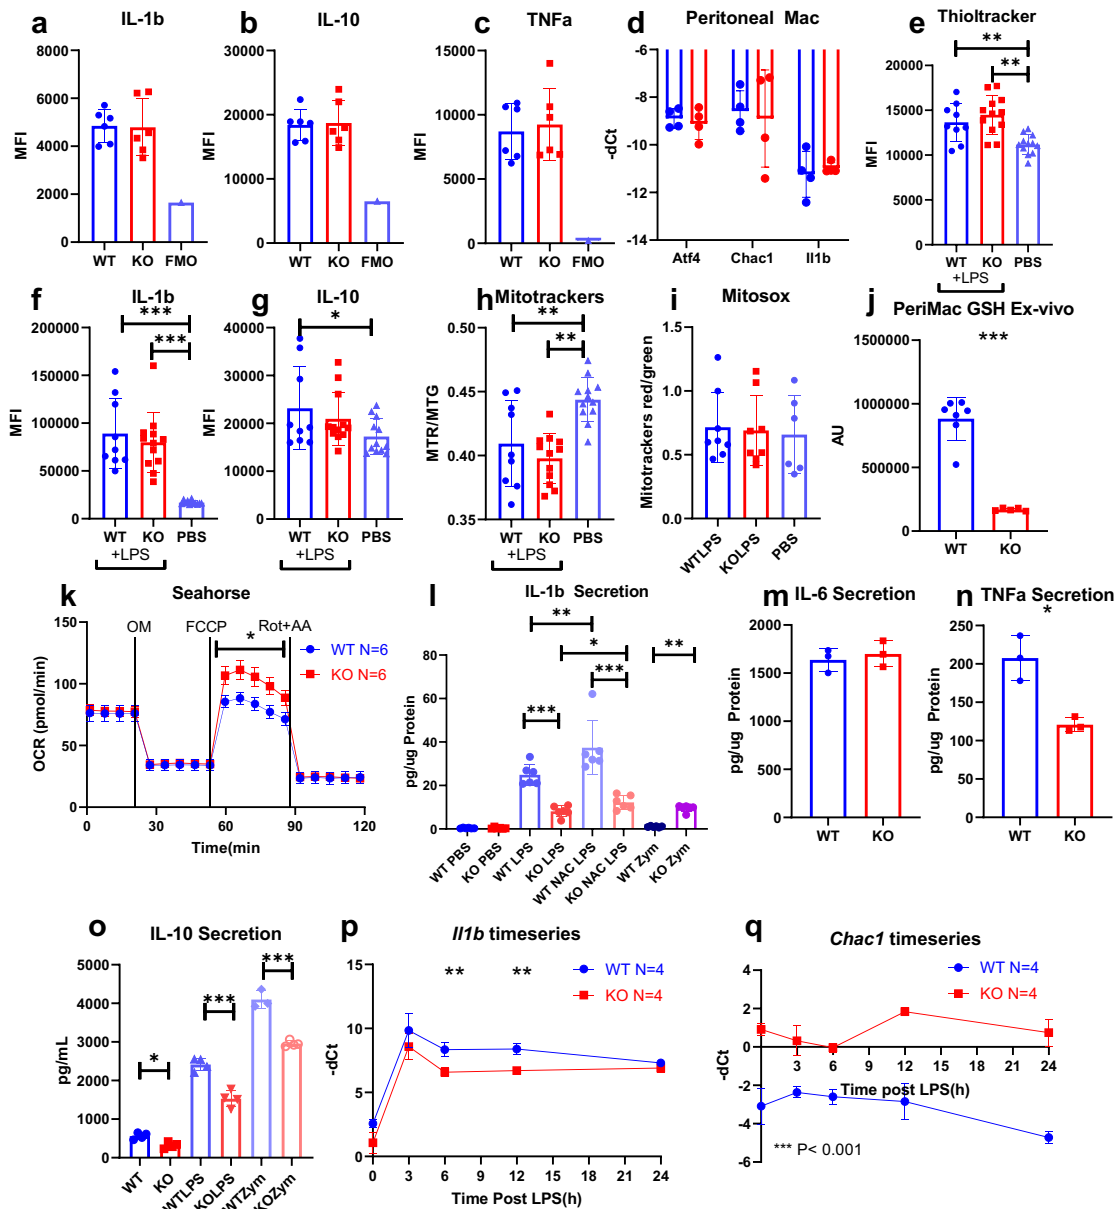 a IL-1b
8000
6000
4000
2000
0
MFI
WT KO FMO
b IL-10
30000
20000
10000
0
MFI
WT KO FMO
c TNFa
15000
10000
5000
0
MFI
WT KO FMO
d Peritoneal Mac
-6
-8
-10
-12
-14
-dCt
Atf4 Chac1 Il1b
e Thioltracker
**
**
20000
15000
10000
5000
0
MFI
WT KO PBS
+LPS
f IL-1b
***
***
200000
150000
100000
50000
0
MFI
WT KO PBS
+LPS
g IL-10
*
40000
30000
20000
10000
0
MFI
WT KO PBS
+LPS
h Mitotrackers
**
**
0.50
0.45
0.40
0.35
MTR/MTG
WT KO PBS
+LPS
i Mitosox
1.5
1.0
0.5
0.0
Mitotrackers red/green
WTLPS KOLPS PBS
j PeriMac GSH Ex-vivo
***
1500000
1000000
500000
0
AU
WT KO
k Seahorse
OM FCCP Rot+AA
*
WT N=6
KO N=6
150
100
50
0
OCR (pmol/min)
0 30 60 90 120
Time(min
l IL-1b Secretion
**
*
**
***
***
80
60
40
20
0
pg/ug Protein
WT PBS KO PBS WT LPS KO LPS WT NAC LPS KO NAC LPS WT Zym KO Zym
m IL-6 Secretion
2000
1500
1000
500
0
pg/ug Protein
WT KO
n TNFa Secretion
*
250
200
150
100
50
0
pg/ug Protein
WT KO
o IL-10 Secretion
***
***
*
5000
4000
3000
2000
1000
0
pg/mL
WT KO WTLPS KOLPS WTZym KOZym
p Il1b timeseries
** **
WT N=4
KO N=4
15
10
5
0
-dCt
0 3 6 9 12 15 18 21 24
Time Post LPS(h)
q Chac1 timeseries
WT N=4
KO N=4
4
2
0
-2
-4
-6
-dCt
3 6 9 12 15 18 21 24
Time post LPS(h)
*** P< 0.001